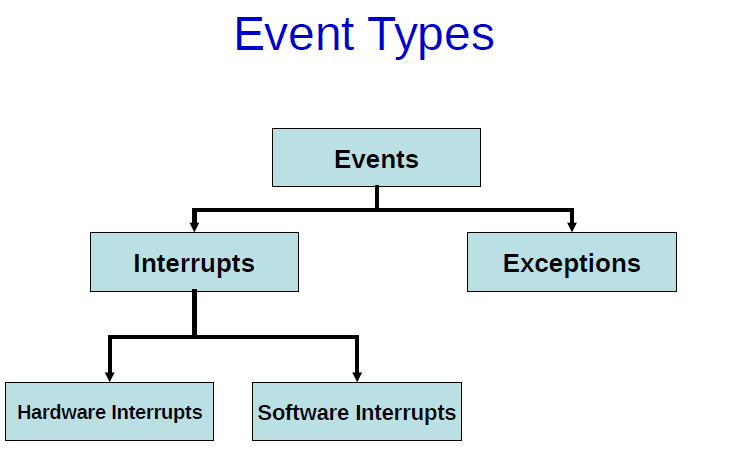 Event Types
Events
Interrupts
Exceptions
Hardware Interrupts
Software Interrupts